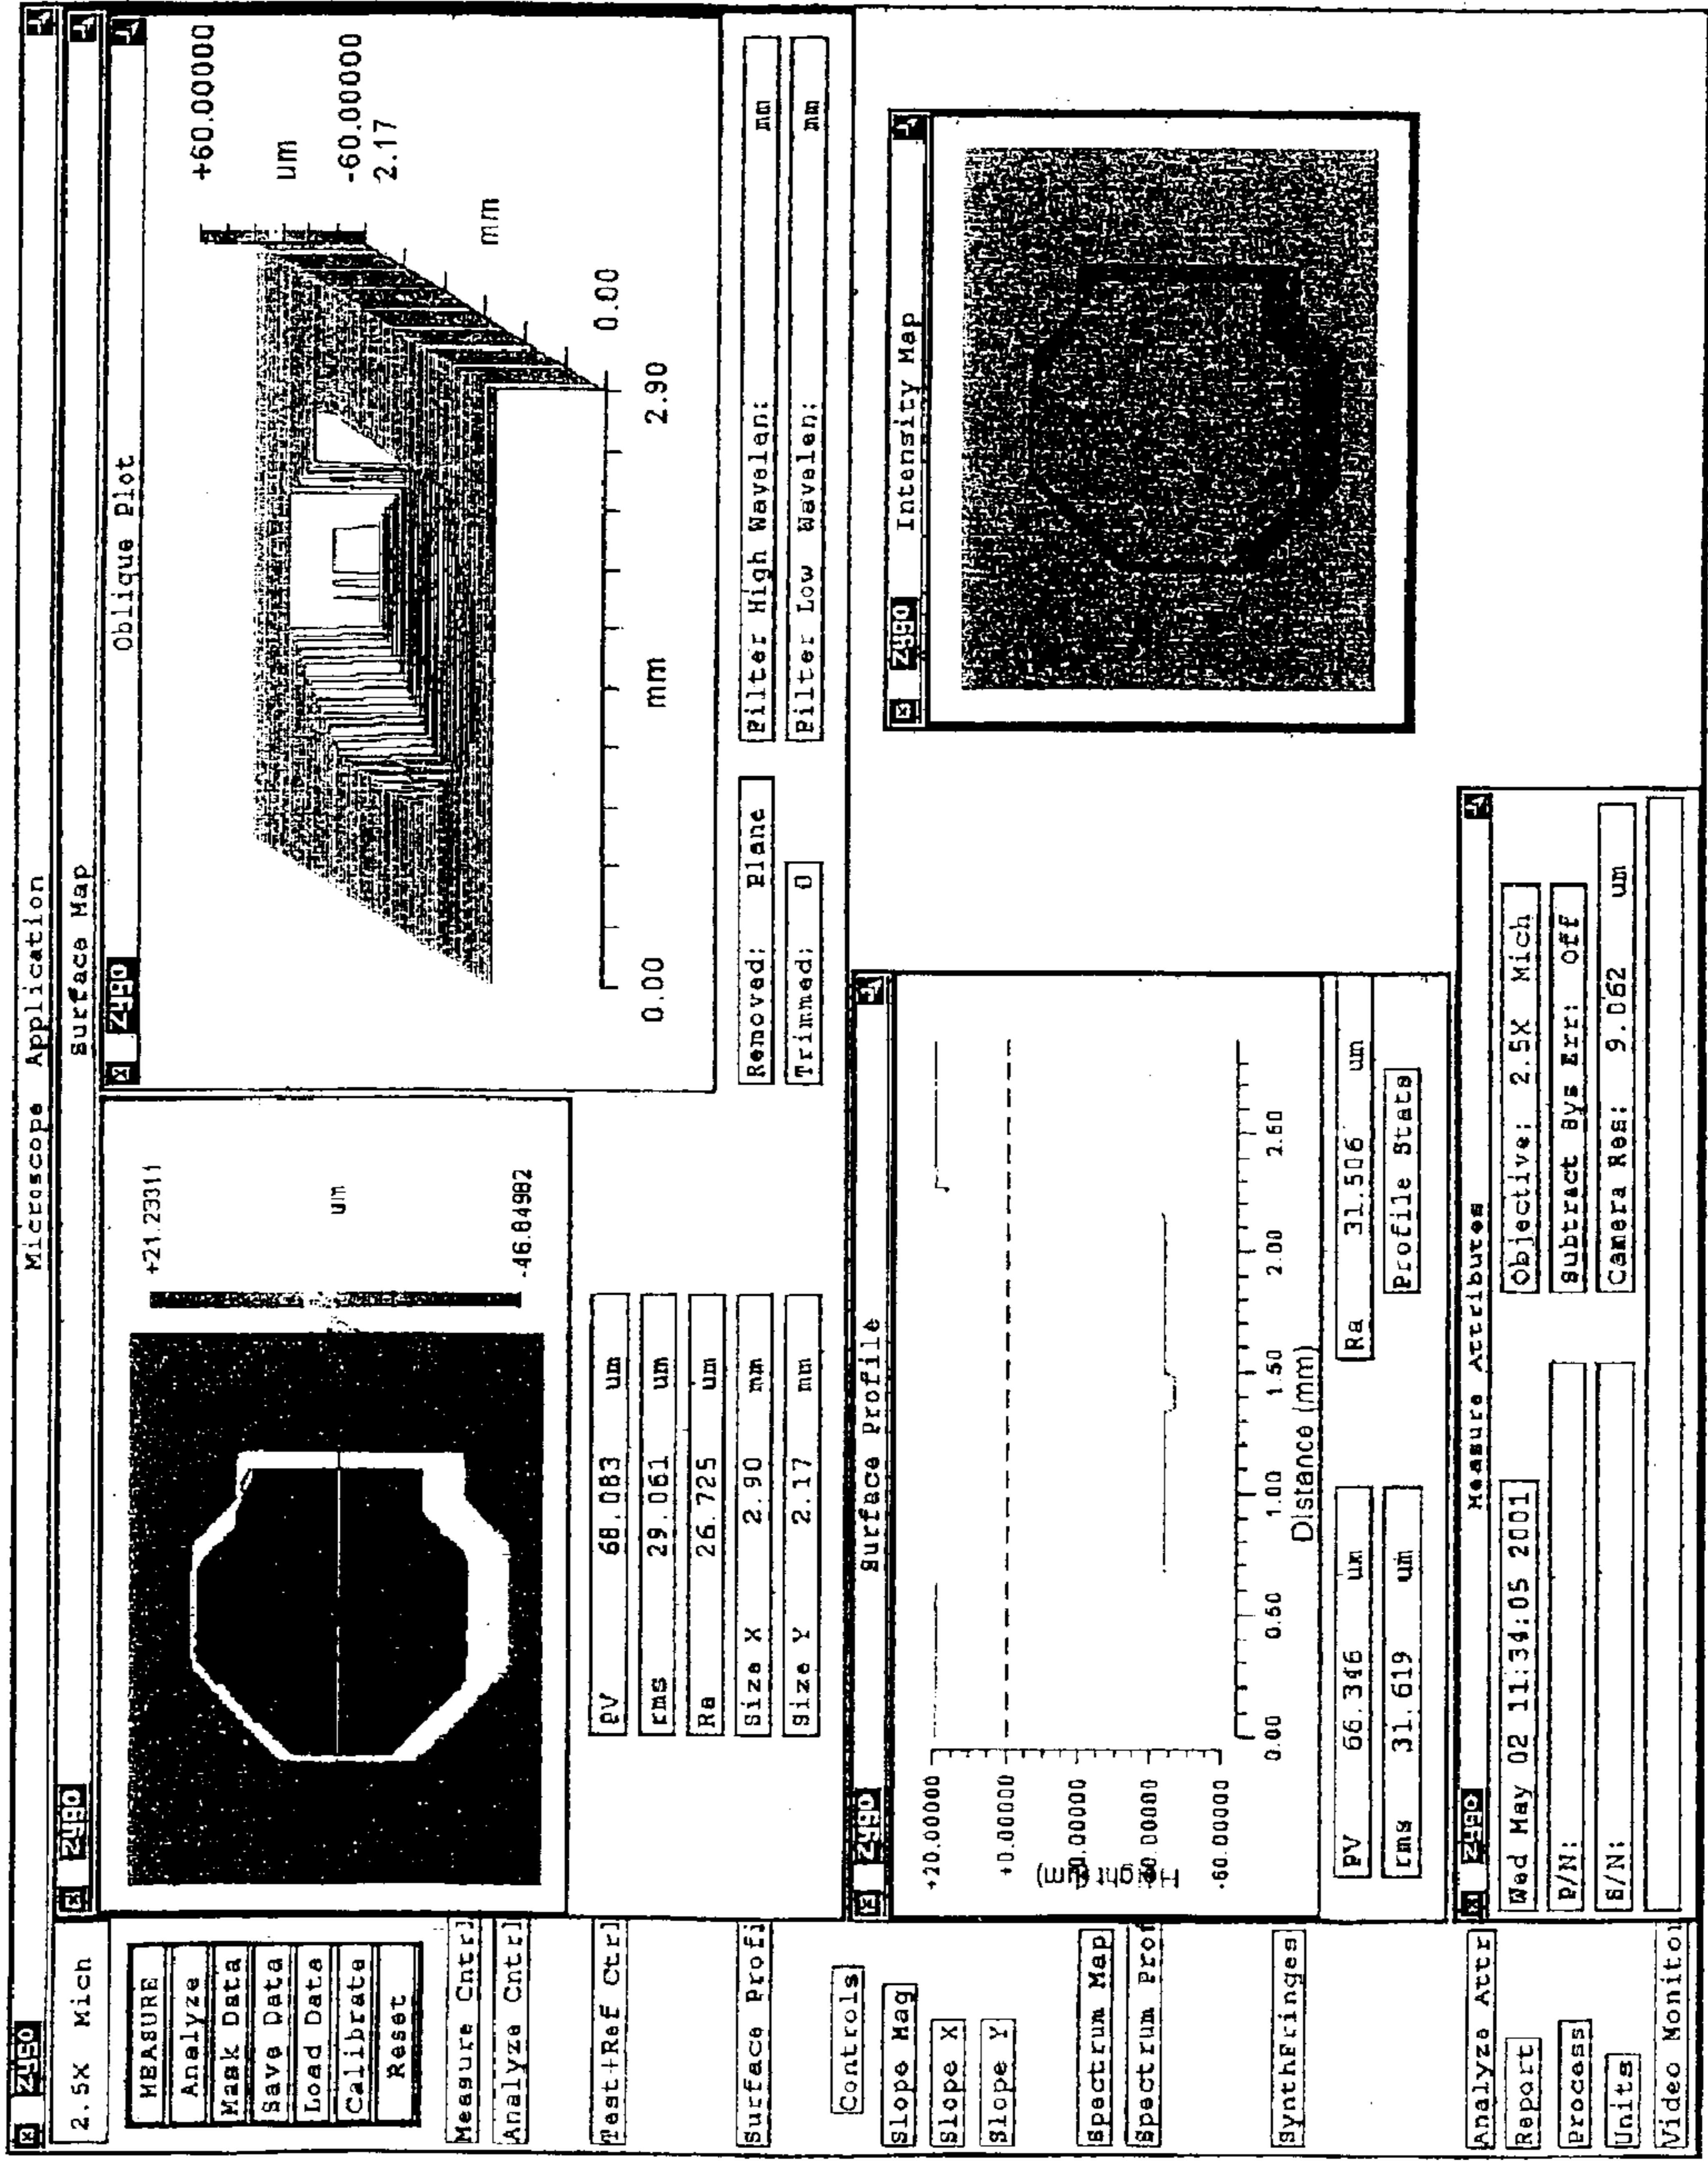 Zygo Microscope Application
2.5X Mich
MEASURE
Analyze
Mask Data
Save Data
Load Data
Calibrate
Reset
Measure Cntrl
Analyze Cntrl
Test+Ref Ctrl
Surface Profi
Controls
Slope Mag
Slope X
Slope Y
Spectrum Map
Spectrum Prof
SynthFringes
Analyze Attr
Report
Process
Units
Video Monitor
Zygo Surface Map
+21.23311
um
-46.84982
PV 68.083 um
rms 29.061 um
Ra 26.725 um
Size X 2.90 mm
Size Y 2.17 mm
Zygo Oblique Plot
+60.00000
um
-60.00000
2.17
mm
0.00
0.00 mm 2.90
Removed: Plane
Trimmed: 0
Filter High Wavelen: mm
Filter Low Wavelen: mm
Zygo Surface Profile
+20.00000
+0.00000
-60.00000
0.00 0.50 1.00 1.50 2.00 2.50
Distance (mm)
PV 66.346 um
rms 31.619 um
Ra 31.506 um
Profile Stats
Zygo Intensity Map
Zygo Measure Attributes
Wed May 02 11:34:05 2001
P/N:
S/N:
Objective: 2.5X Mich
Subtract Sys Err: Off
Camera Res: 9.062 um